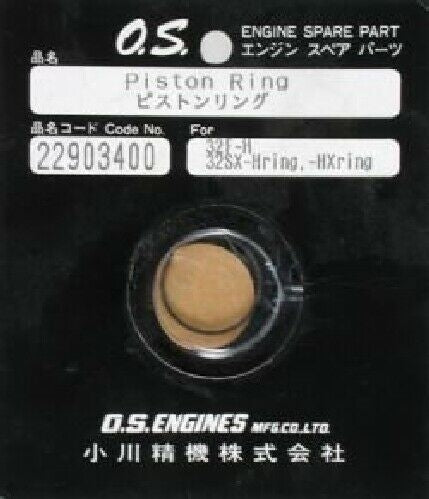 O.S.
ENGINE SPARE PART
エンジン スペア パーツ
品名
Piston Ring
ピストンリング
品名コード Code No.
For
22903400
32F-H
32SX-Hring,-HXring
O.S.ENGINES MFG.CO.,LTD.
小川精機株式会社